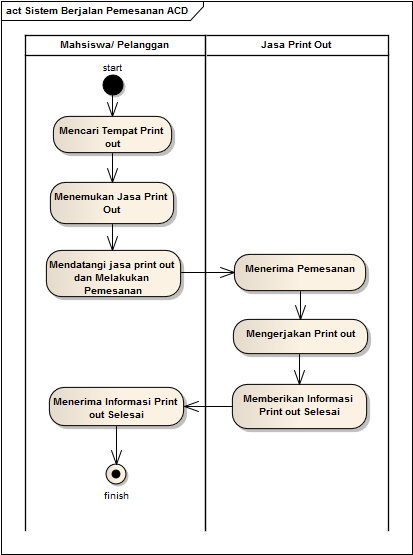 act Sistem Berjalan Pemesanan ACD
Mahsiswa/ Pelanggan
Jasa Print Out
start
Mencari Tempat Print
out
Menemukan Jasa Print
Out
Mendatangi jasa print out
dan Melakukan
Pemesanan
Menerima Pemesanan
Mengerjakan Print out
Memberikan Informasi
Print out Selesai
Menerima Informasi Print
out Selesai
finish